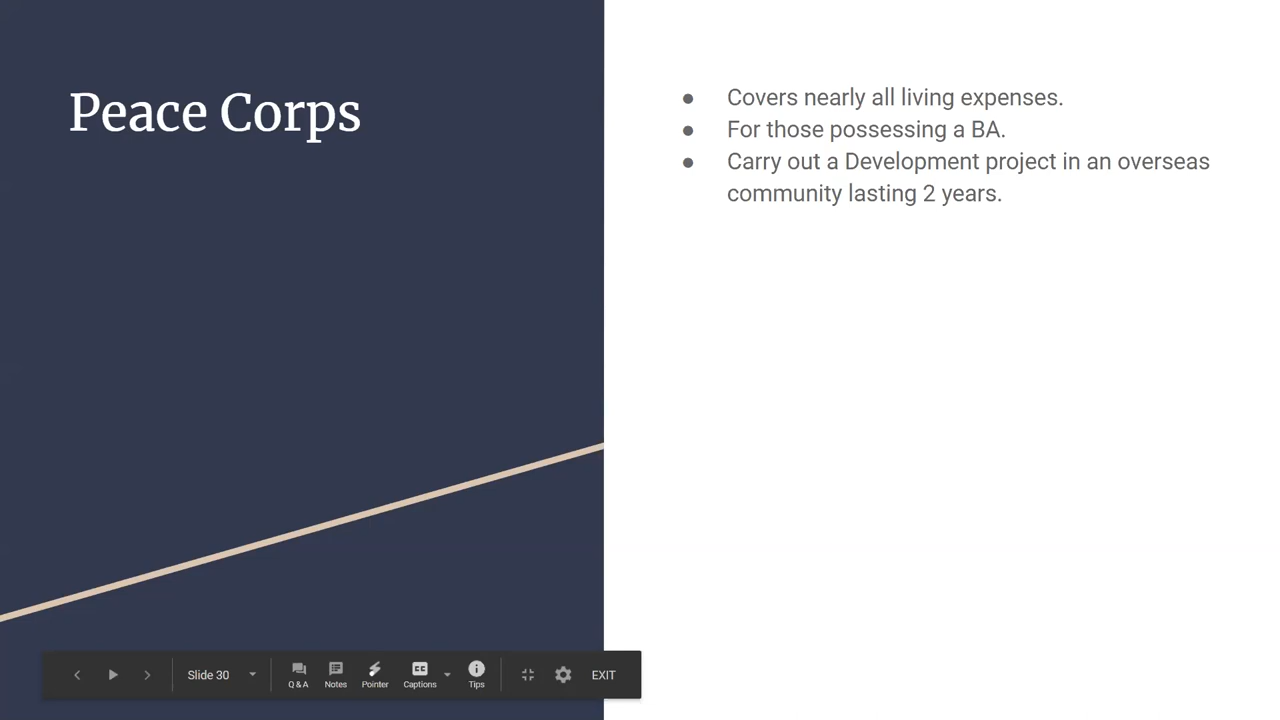 Peace Corps
● Covers nearly all living expenses.
● For those possessing a BA.
● Carry out a Development project in an overseas
community lasting 2 years.
Slide 30
Q & A
Notes
Pointer
CC
Captions
Tips
EXIT